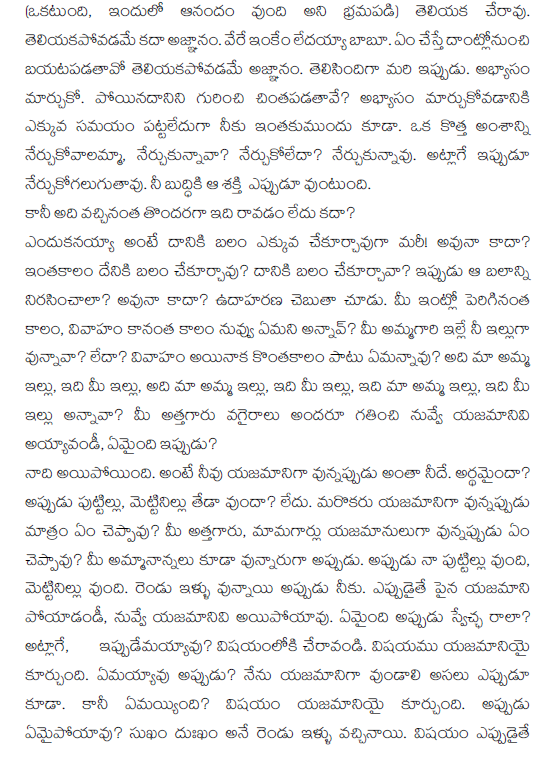 (ఒకటుంది, ఇందులో ఆనందం వుంది అని భ్రమపడి) తెలియక చేరావు.
తెలియకపోవడమే కదా అజ్ఞానం. వేరే ఇంకేం లేదయ్యా బాబూ. ఏం చేస్తే దాంట్లోనుంచి
బయటపడతావో తెలియకపోవడమే అజ్ఞానం. తెలిసిందిగా మరి ఇప్పుడు. అభ్యాసం
మార్చుకో. పోయినదానిని గురించి చింతపడతావే? అభ్యాసం మార్చుకోవడానికి
ఎక్కువ సమయం పట్టలేదుగా నీకు ఇంతకుముందు కూడా. ఒక కొత్త అంశాన్ని
నేర్చుకోవాలమ్మా, నేర్చుకున్నావా? నేర్చుకోలేదా? నేర్చుకున్నావు. అట్లాగే ఇప్పుడూ
నేర్చుకోగలుగుతావు. నీ బుద్ధికి ఆ శక్తి ఎప్పుడూ వుంటుంది.
కానీ అది వచ్చినంత తొందరగా ఇది రావడం లేదు కదా?
ఎందుకనయ్యా అంటే దానికి బలం ఎక్కువ చేకూర్చావుగా మరీ! అవునా కాదా?
ఇంతకాలం దేనికి బలం చేకూర్చావు? దానికి బలం చేకూర్చావా? ఇప్పుడు ఆ బలాన్ని
నిరసించాలా? అవునా కాదా? ఉదాహరణ చెబుతా చూడు. మీ ఇంట్లో పెరిగినంత
కాలం, వివాహం కానంత కాలం నువ్వు ఏమని అన్నావ్? మీ అమ్మగారి ఇల్లే నీ ఇల్లుగా
వున్నావా? లేదా? వివాహం అయినాక కొంతకాలం పాటు ఏమన్నావు? అది మా అమ్మ
ఇల్లు, ఇది మీ ఇల్లు, అది మా అమ్మ ఇల్లు, ఇది మీ ఇల్లు, ఇది మా అమ్మ ఇల్లు, ఇది మీ
ఇల్లు అన్నావా? మీ అత్తగారు వగైరాలు అందరూ గతించి నువ్వే యజమానివి
అయ్యావండీ, ఏమైంది ఇప్పుడు?
నాది అయిపోయింది. అంటే నీవు యజమానిగా వున్నప్పుడు అంతా నీదే. అర్థమైందా?
అప్పుడు పుట్టిల్లు, మెట్టినిల్లు తేడా వుందా? లేదు. మరొకరు యజమానిగా వున్నప్పుడు
మాత్రం ఏం చెప్పావు? మీ అత్తగారు, మామగార్లు యజమానులుగా వున్నప్పుడు ఏం
చెప్పావు? మీ అమ్మానాన్నలు కూడా వున్నారుగా అప్పుడు. అప్పుడు నా పుట్టిల్లు వుంది,
మెట్టినిల్లు వుంది. రెండు ఇళ్ళు వున్నాయి అప్పుడు నీకు. ఎప్పుడైతే పైన యజమాని
పోయాడండీ, నువ్వే యజమానివి అయిపోయావు. ఏమైంది అప్పుడు స్వేచ్ఛ రాలా?
అట్లాగే, ఇప్పుడేమయ్యావు? విషయంలోకి చేరావండి. విషయము యజమానియై
కూర్చుంది. ఏమయ్యావు అప్పుడు? నేను యజమానిగా వుండాలి అసలు ఎప్పుడూ
కూడా. కానీ ఏమయ్యింది? విషయం యజమానియై కూర్చుంది. అప్పుడు
ఏమైపోయావు? సుఖం దుఃఖం అనే రెండు ఇళ్ళు వచ్చినాయి. విషయం ఎప్పుడైతే